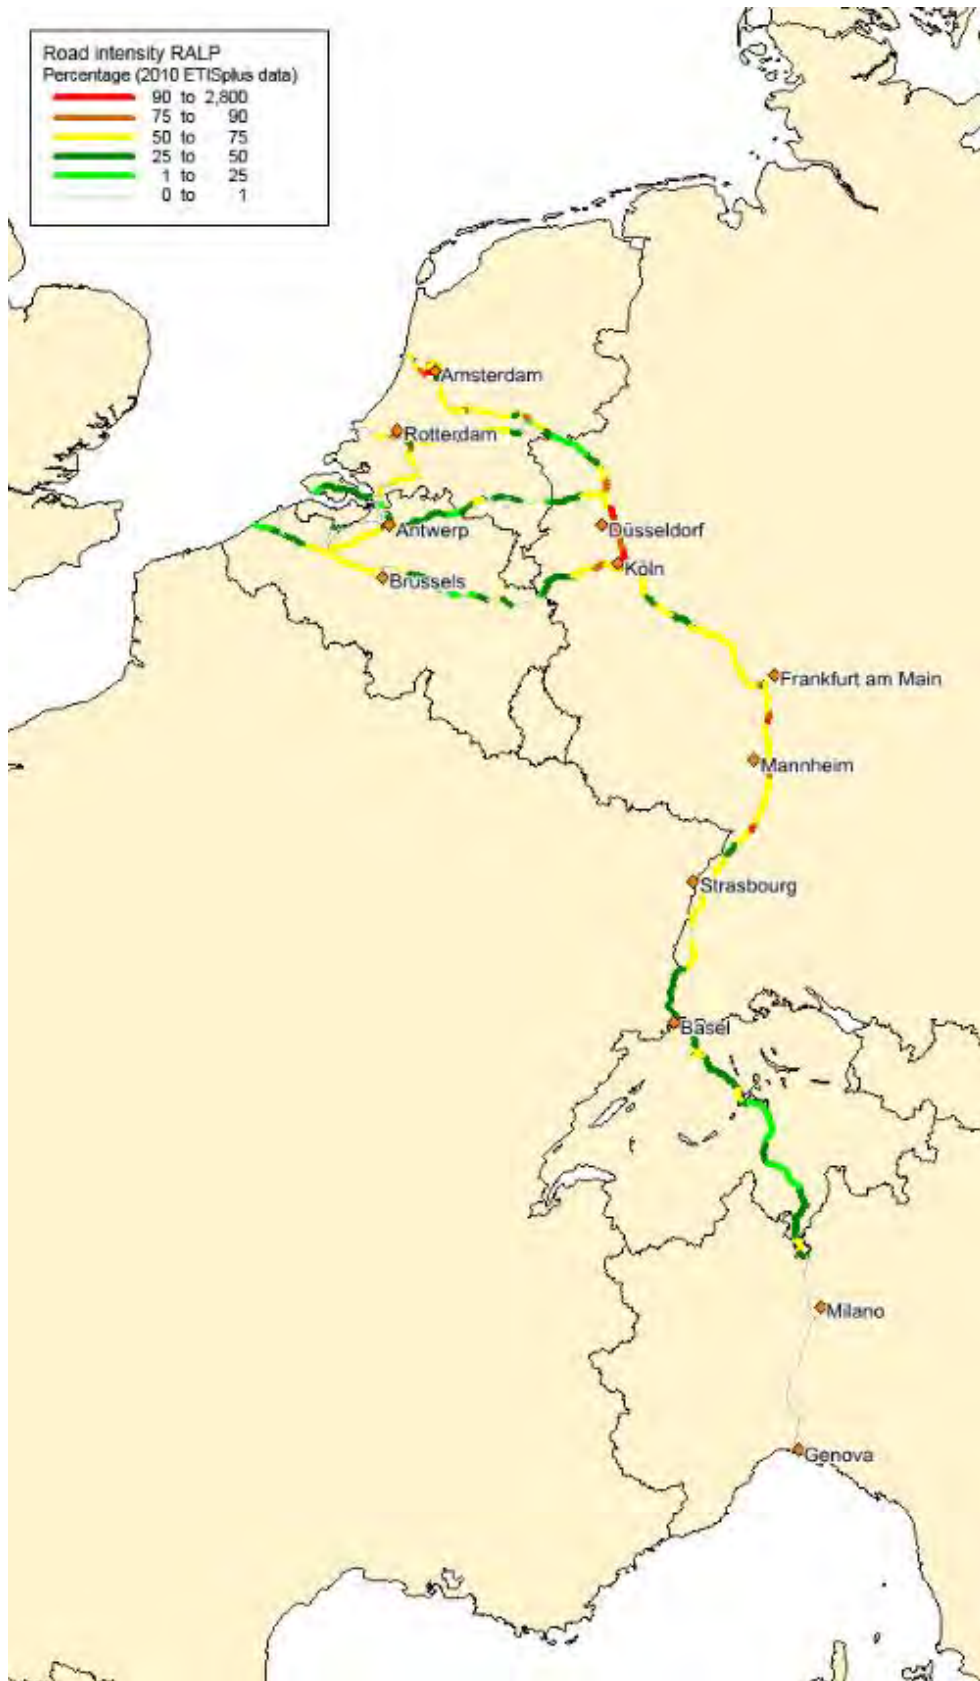 Road intensity RALP
Percentage (2010 ETISplus data)
90 to 2,800
75 to 90
50 to 75
25 to 50
1 to 25
0 to 1
Amsterdam
Rotterdam
Antwerp
Düsseldorf
Köln
Brussels
Frankfurt am Main
Mannheim
Strasbourg
Basel
Milano
Genova